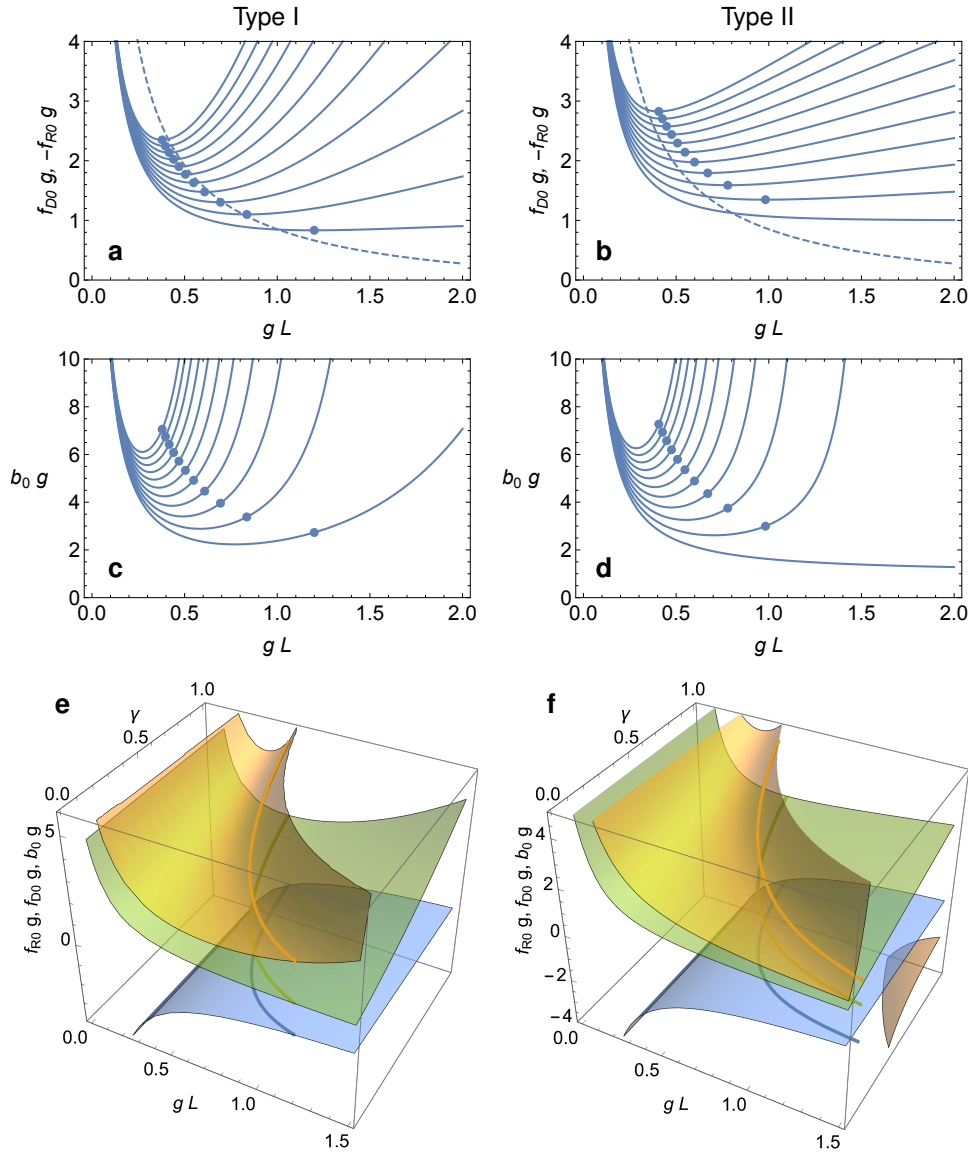 Type I Type II
4 4
3 3
2 2
1 1
0 0
f_D0 g, −f_R0 g f_D0 g, −f_R0 g
a b
0.0 0.5 1.0 1.5 2.0 0.0 0.5 1.0 1.5 2.0
g L g L
10 10
8 8
6 6
4 4
2 2
0 0
b_0 g b_0 g
c d
0.0 0.5 1.0 1.5 2.0 0.0 0.5 1.0 1.5 2.0
g L g L
e f
1.0 1.0
γ γ
0.5 0.5
0.0 0.0
5 4
2
0 0
−2
−4
f_R0 g, f_D0 g, b_0 g f_R0 g, f_D0 g, b_0 g
0.0 0.0
0.5 0.5
g L 1.0 g L 1.0
1.5 1.5